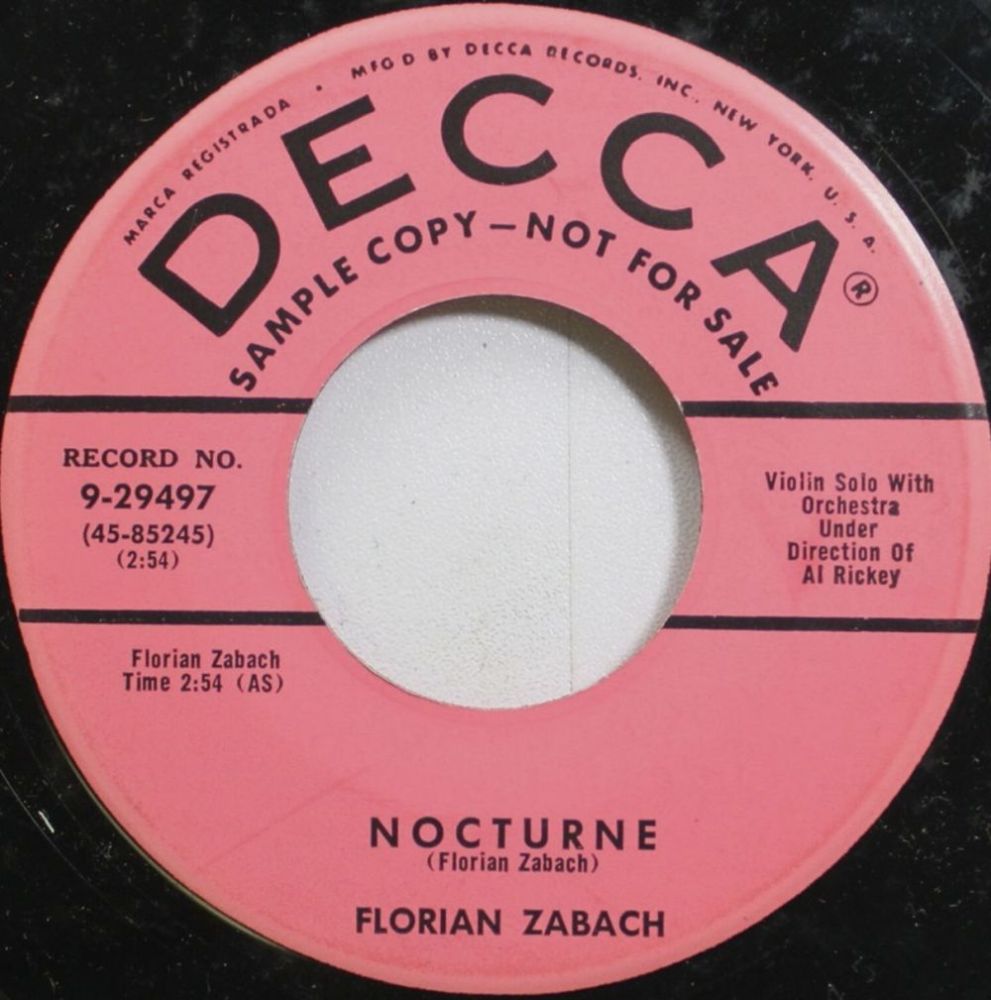 MARCA REGISTRADA • MFG'D BY DECCA RECORDS, INC., NEW YORK, U. S. A.
DECCA®
SAMPLE COPY—NOT FOR SALE
RECORD NO.
9-29497
(45-85245)
(2:54)
Violin Solo With
Orchestra
Under
Direction Of
Al Rickey
Florian Zabach
Time 2:54 (AS)
NOCTURNE
(Florian Zabach)
FLORIAN ZABACH